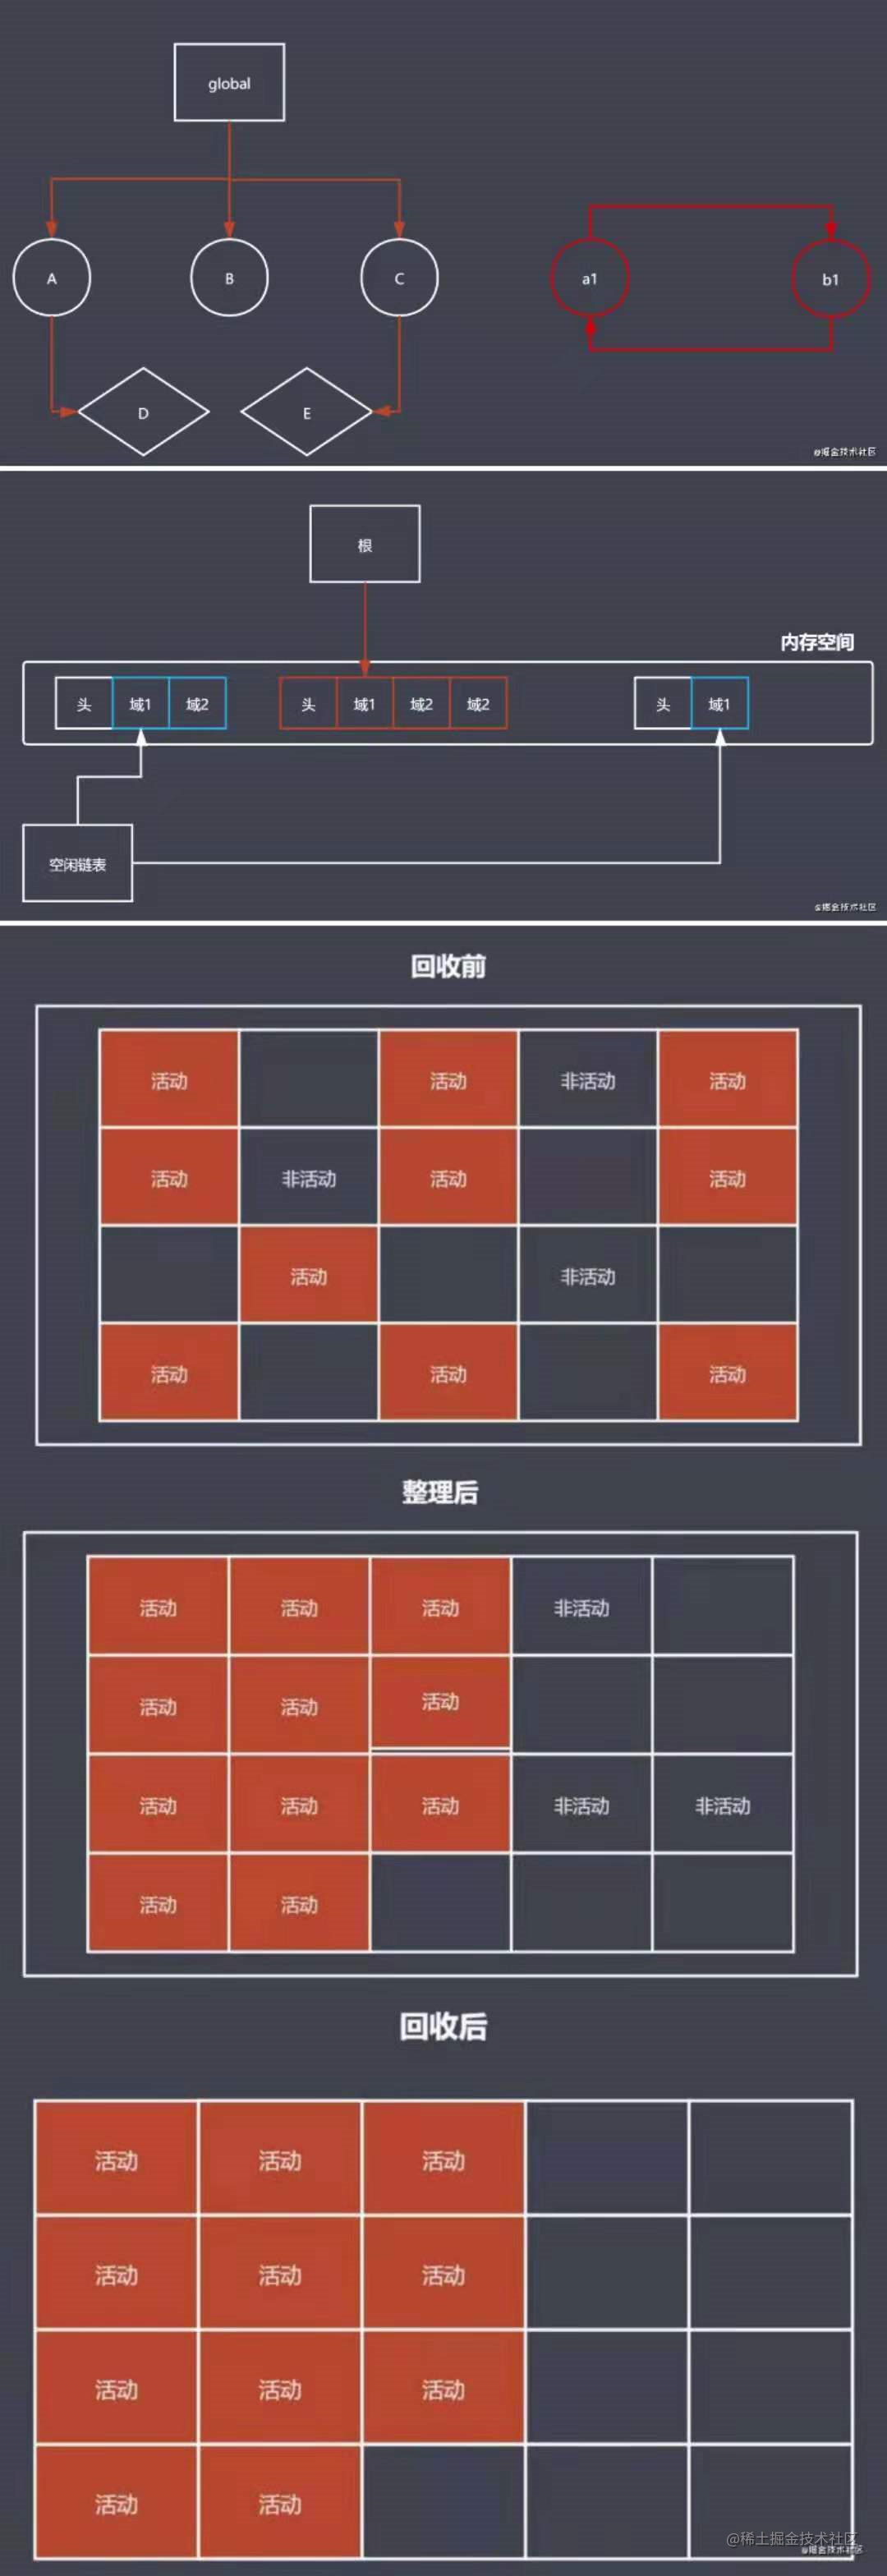 global
A B C a1 b1
D E
@掘金技术社区
根
内存空间
头 域1 域2 头 域1 域2 域2 头 域1
空闲链表
@掘金技术社区
回收前
活动 活动 非活动 活动
活动 非活动 活动 活动
活动 非活动
活动 活动 活动
整理后
活动 活动 活动 非活动
活动 活动 活动
活动 活动 活动 非活动 非活动
活动 活动
回收后
活动 活动 活动
活动 活动 活动
活动 活动 活动
活动 活动
@稀土掘金技术社区
@掘金技术社区